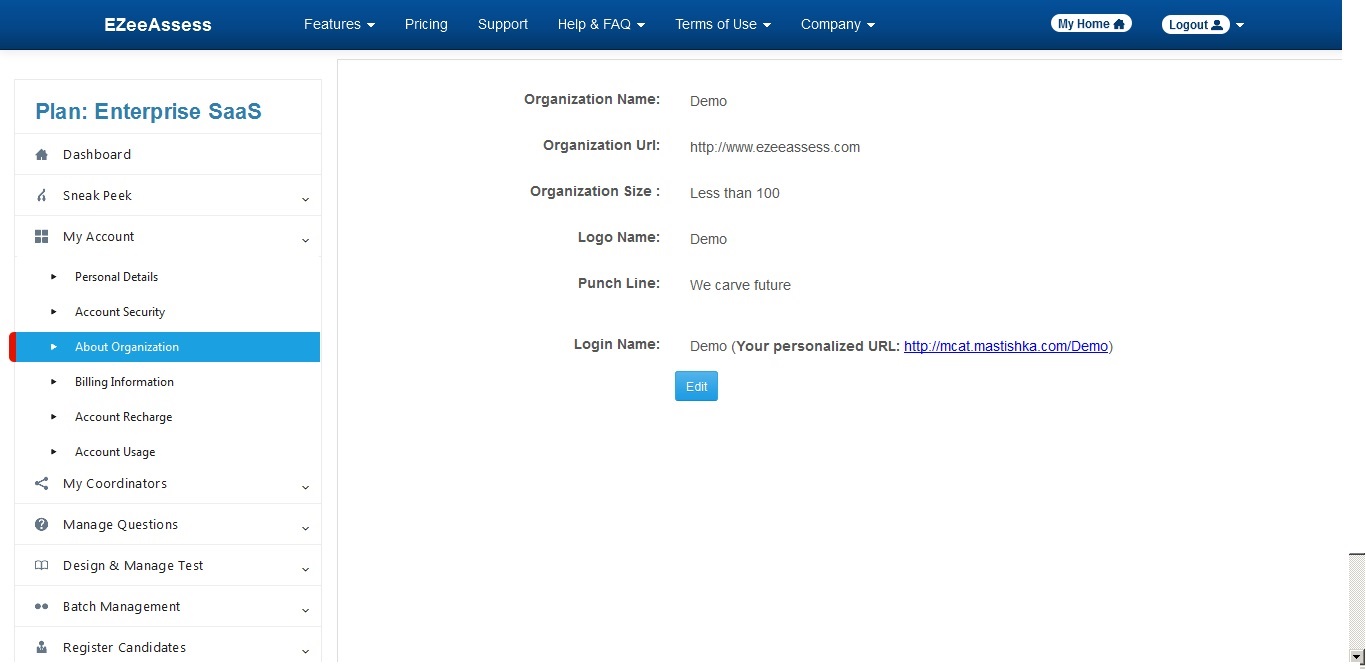 EZeeAssess Features Pricing Support Help & FAQ Terms of Use Company My Home Logout
Plan: Enterprise SaaS
Dashboard
Sneak Peek
My Account
Personal Details
Account Security
About Organization
Billing Information
Account Recharge
Account Usage
My Coordinators
Manage Questions
Design & Manage Test
Batch Management
Register Candidates
Organization Name: Demo
Organization Url: http://www.ezeeassess.com
Organization Size : Less than 100
Logo Name: Demo
Punch Line: We carve future
Login Name: Demo (Your personalized URL: http://mcat.mastishka.com/Demo)
Edit